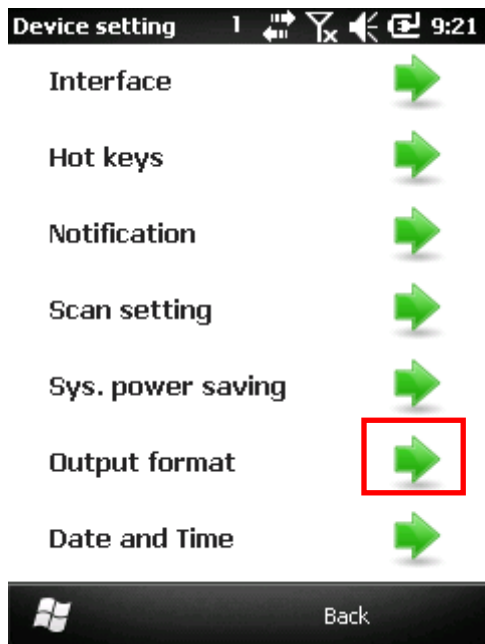 Device setting 1 9:21
Interface
Hot keys
Notification
Scan setting
Sys. power saving
Output format
Date and Time
Back